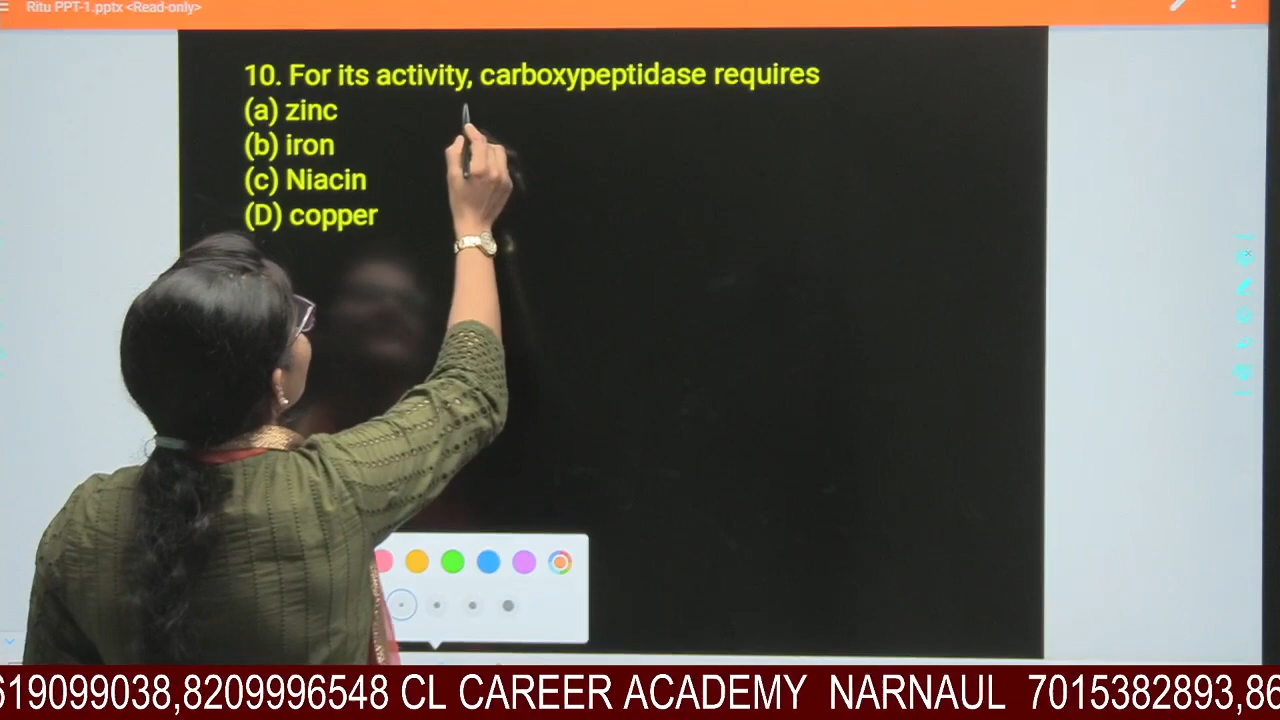 Ritu PPT-1.pptx <Read-only>
10. For its activity, carboxypeptidase requires
(a) zinc
(b) iron
(c) Niacin
(D) copper
619099038,8209996548 CL CAREER ACADEMY NARNAUL 7015382893,86